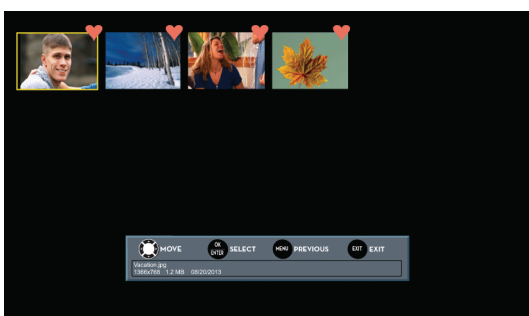 MOVE
OK
ENTER
SELECT
MENU
PREVIOUS
EXIT
EXIT
Vacation.jpg
1366x768 1.2 MB 08/20/2013